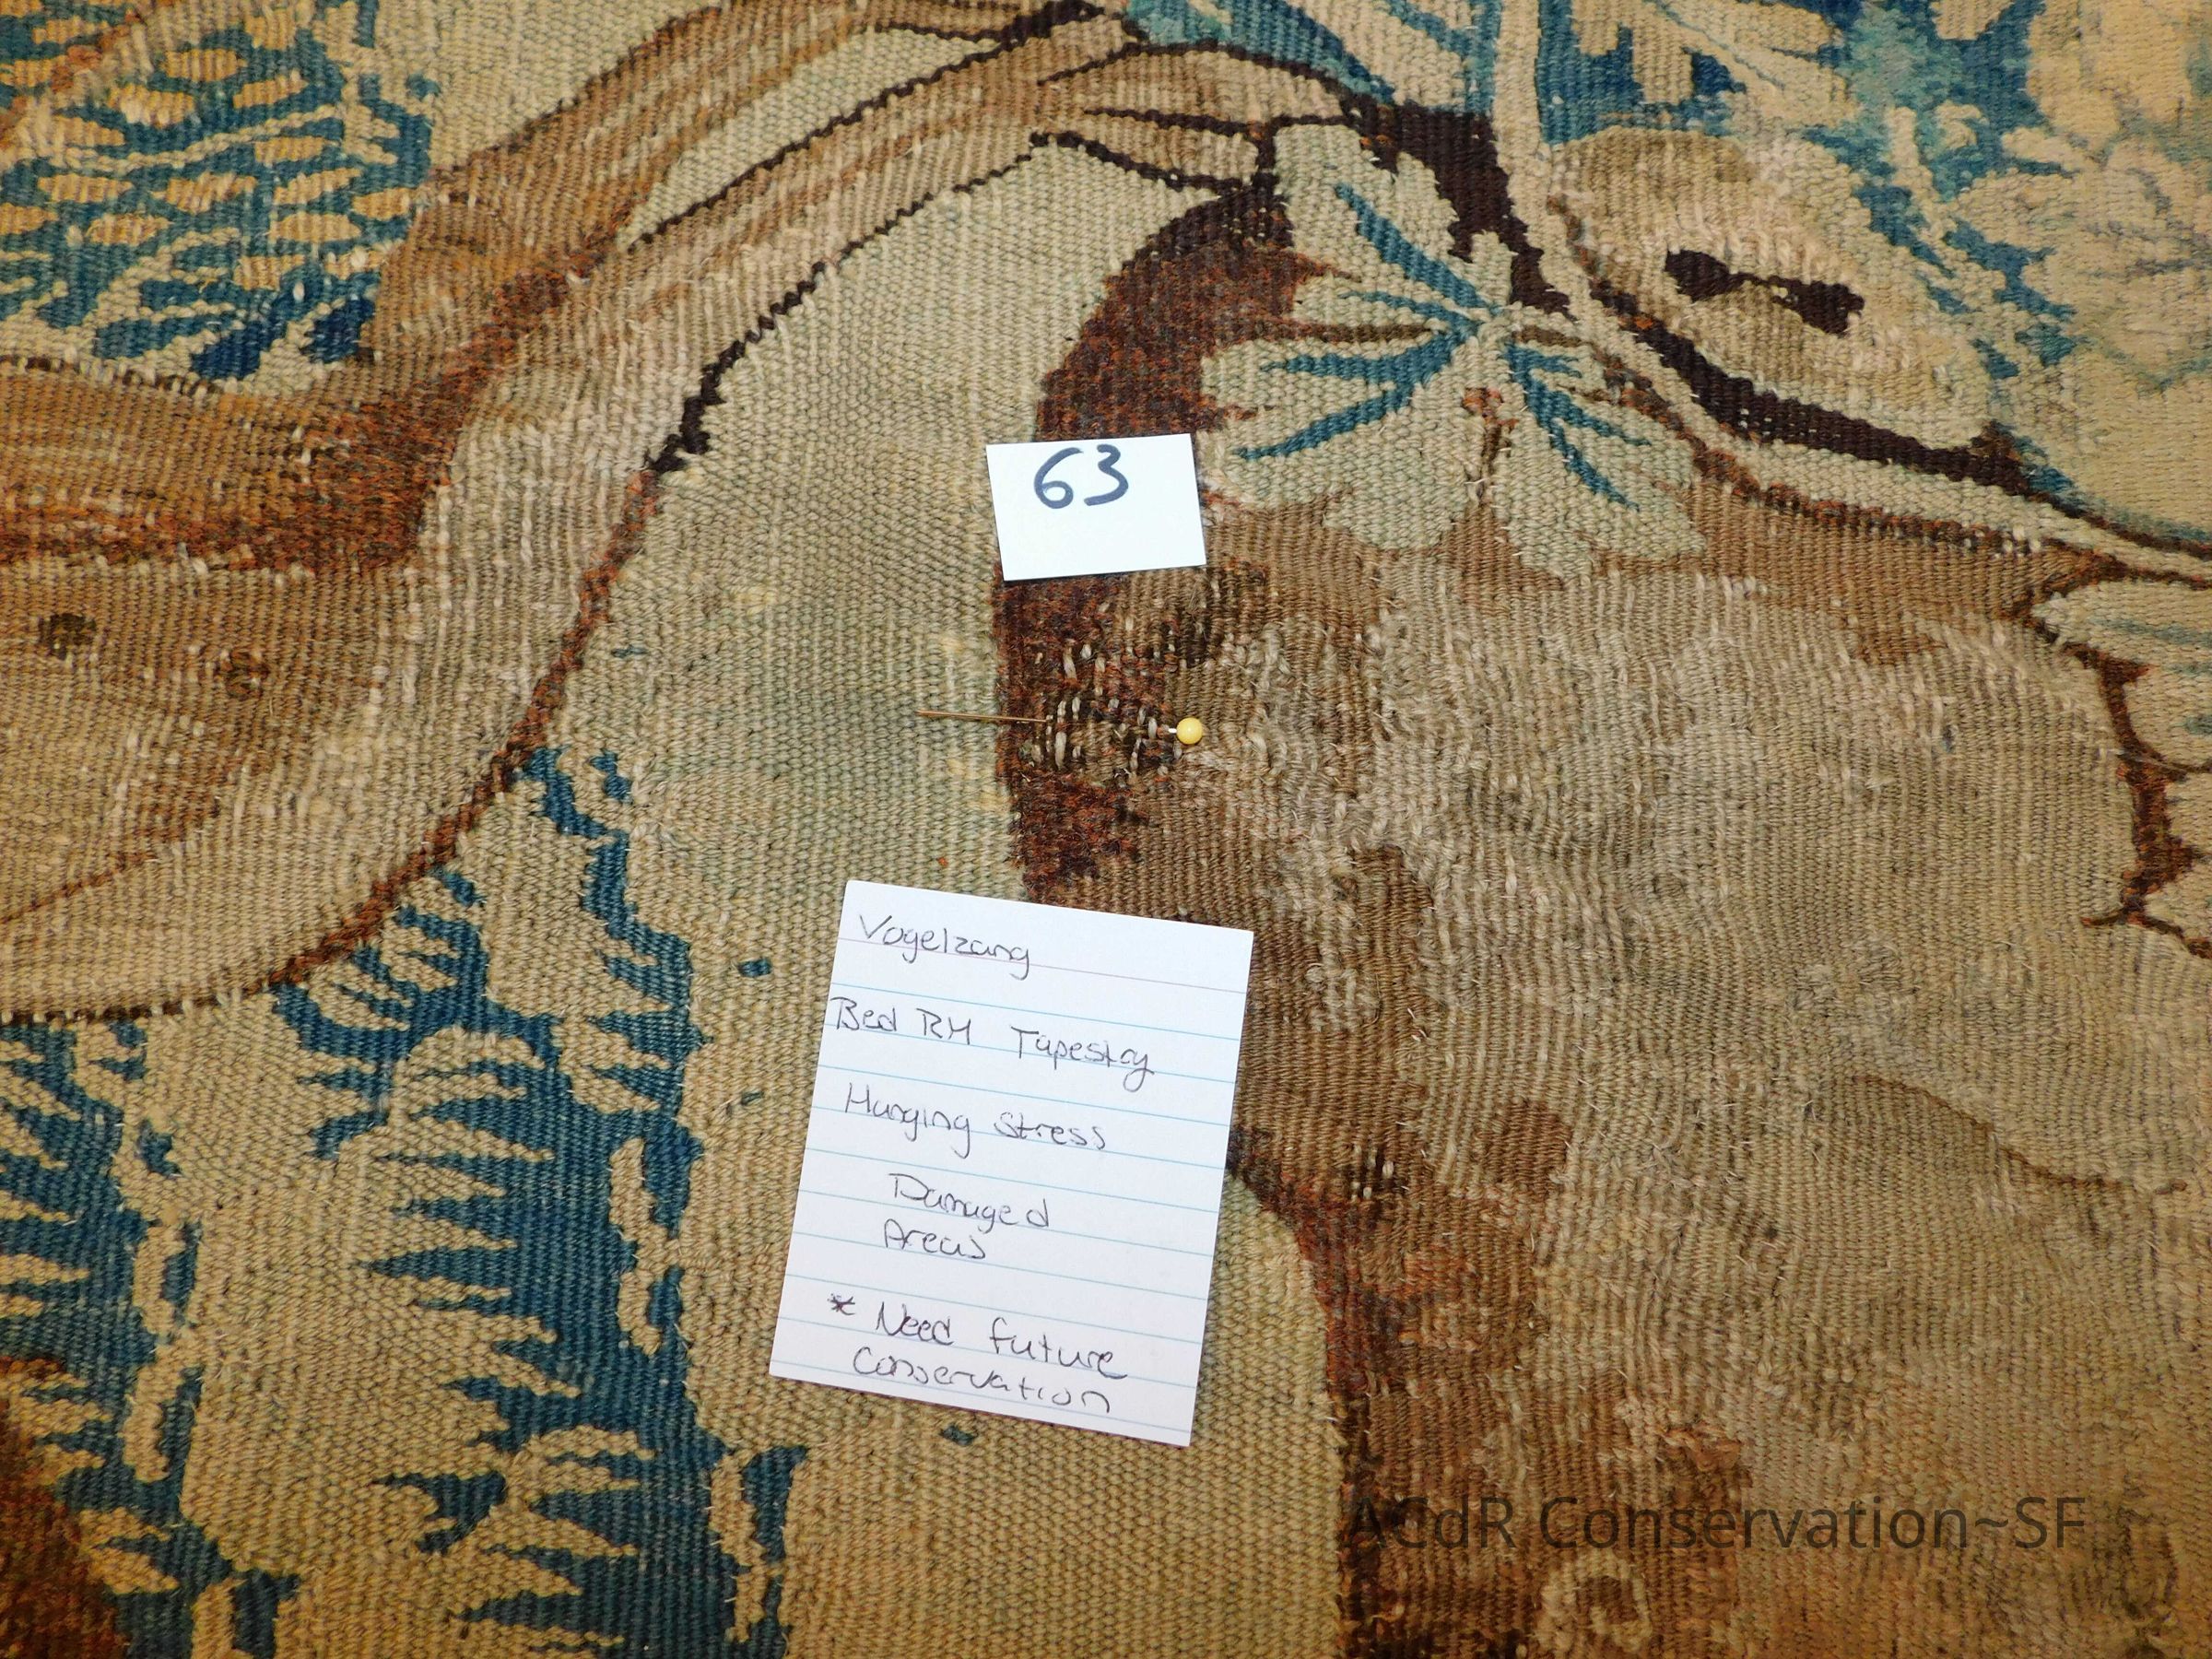 63
Vogelzang
Bed RM Tapestry
Hanging Stress
Damaged
Areas
* Need future
Conservation
ACdR Conservation~SF